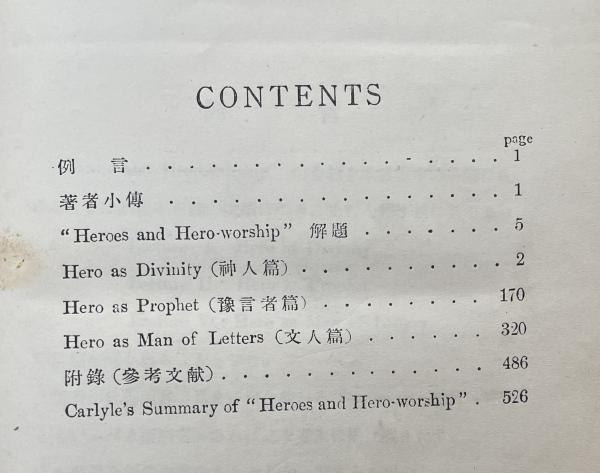 CONTENTS
page
例言 . . . . . . . . . . . . . . . . . 1
著者小傳 . . . . . . . . . . . . . . . 1
“Heroes and Hero-worship” 解題 . . . . . . . 5
Hero as Divinity (神人篇) . . . . . . . . . . 2
Hero as Prophet (豫言者篇) . . . . . . . . . 170
Hero as Man of Letters (文人篇) . . . . . . . 320
附錄 (參考文献) . . . . . . . . . . . . . 486
Carlyle's Summary of “Heroes and Hero-worship” . 526